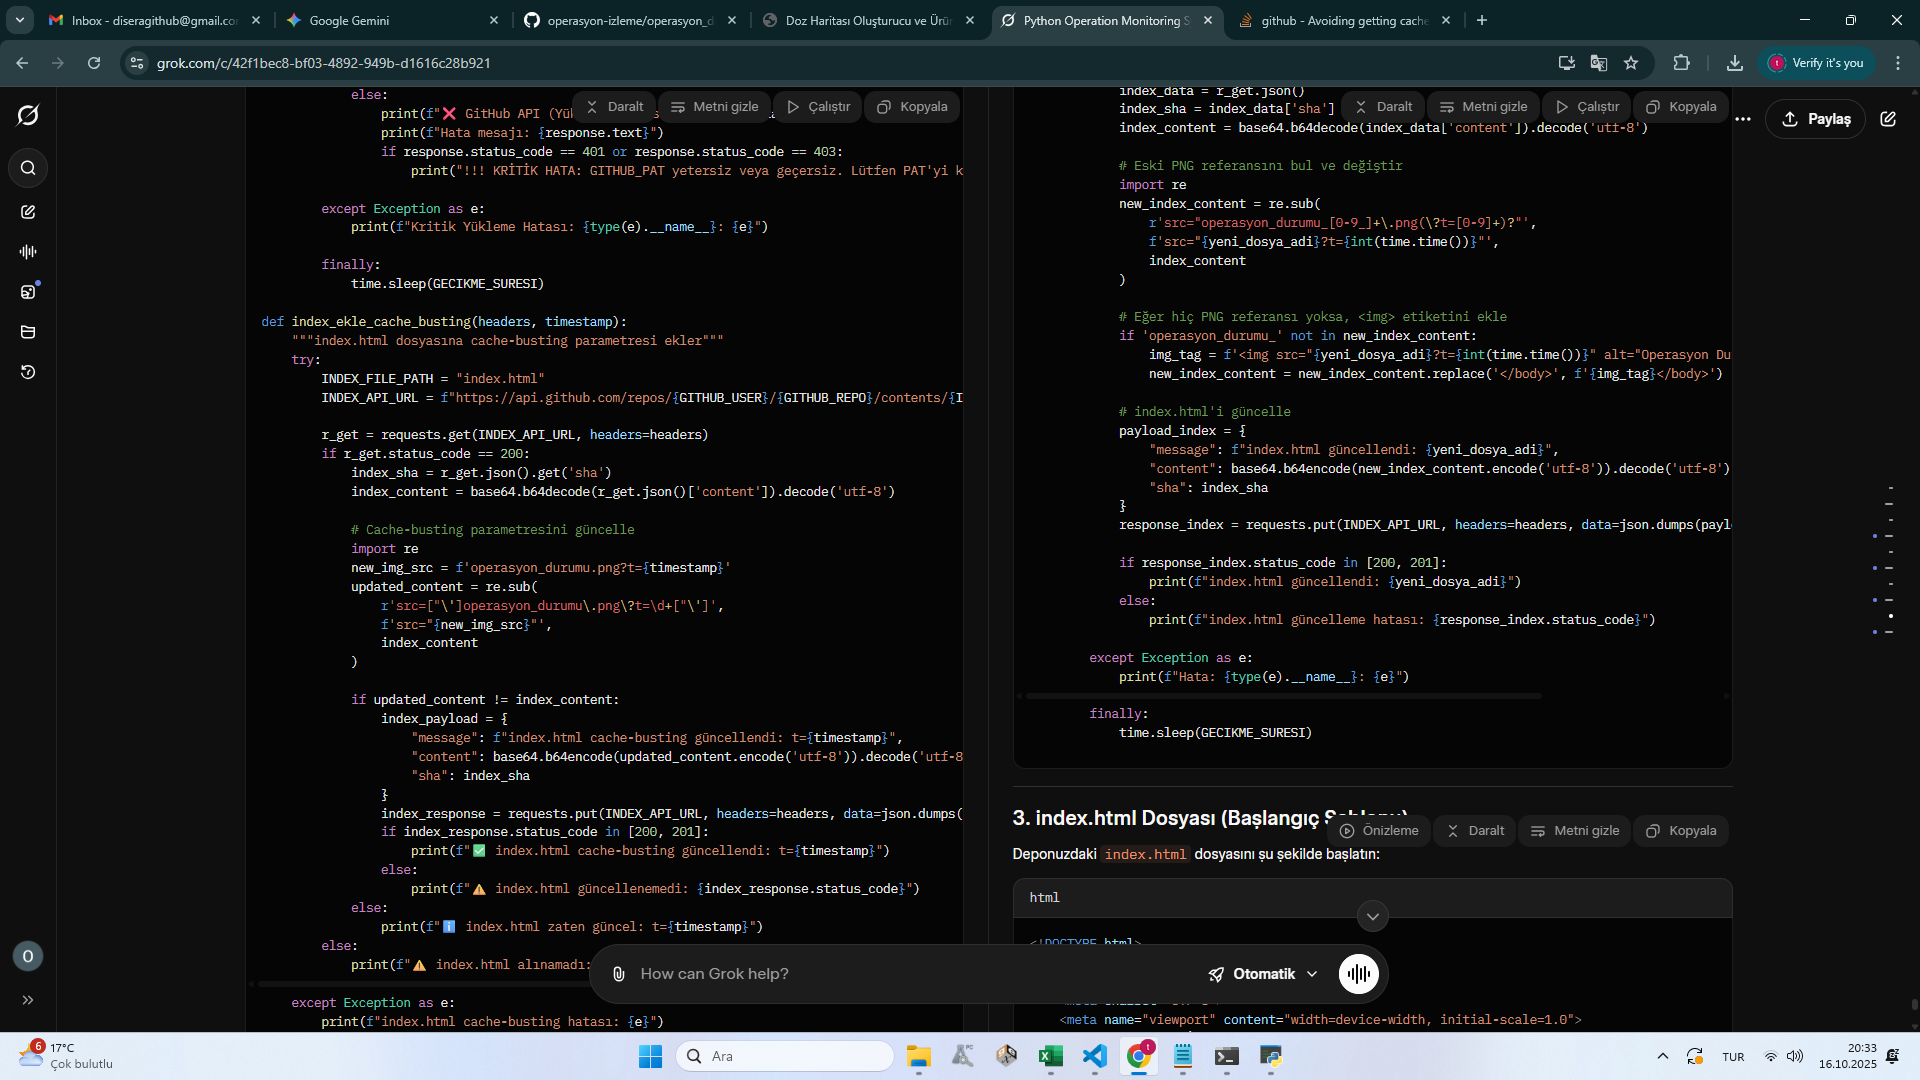 Inbox - diseragithub@gmail.co
Google Gemini
operasyon-izleme/operasyon_d
Doz Haritası Oluşturucu ve Ürün
Python Operation Monitoring S
github - Avoiding getting cache
grok.com/c/42f1bec8-bf03-4892-949b-d1616c28b921
Verify it's you
Daralt
Metni gizle
Çalıştır
Kopyala
else:
print(f"❌ GitHub API (Yük
print(f"Hata mesajı: {response.text}")
if response.status_code == 401 or response.status_code == 403:
print("!!! KRİTİK HATA: GITHUB_PAT yetersiz veya geçersiz. Lütfen PAT'yi k
except Exception as e:
print(f"Kritik Yükleme Hatası: {type(e).__name__}: {e}")
finally:
time.sleep(GECIKME_SURESI)
def index_ekle_cache_busting(headers, timestamp):
"""index.html dosyasına cache-busting parametresi ekler"""
try:
INDEX_FILE_PATH = "index.html"
INDEX_API_URL = f"https://api.github.com/repos/{GITHUB_USER}/{GITHUB_REPO}/contents/{I
r_get = requests.get(INDEX_API_URL, headers=headers)
if r_get.status_code == 200:
index_sha = r_get.json().get('sha')
index_content = base64.b64decode(r_get.json()['content']).decode('utf-8')
# Cache-busting parametresini güncelle
import re
new_img_src = f'operasyon_durumu.png?t={timestamp}'
updated_content = re.sub(
r'src=["\']operasyon_durumu\.png\?t=\d+["\']',
f'src="{new_img_src}"',
index_content
)
if updated_content != index_content:
index_payload = {
"message": f"index.html cache-busting güncellendi: t={timestamp}",
"content": base64.b64encode(updated_content.encode('utf-8')).decode('utf-8
"sha": index_sha
}
index_response = requests.put(INDEX_API_URL, headers=headers, data=json.dumps(
if index_response.status_code in [200, 201]:
print(f"✅ index.html cache-busting güncellendi: t={timestamp}")
else:
print(f"⚠️ index.html güncellenemedi: {index_response.status_code}")
else:
print(f"ℹ️ index.html zaten güncel: t={timestamp}")
else:
print(f"⚠️ index.html alınamadı:
except Exception as e:
print(f"index.html cache-busting hatası: {e}")
Daralt
Metni gizle
Çalıştır
Kopyala
Paylaş
index_data = r_get.json()
index_sha = index_data['sha']
index_content = base64.b64decode(index_data['content']).decode('utf-8')
# Eski PNG referansını bul ve değiştir
import re
new_index_content = re.sub(
r'src="operasyon_durumu_[0-9_]+\.png(\?t=[0-9]+)?"',
f'src="{yeni_dosya_adi}?t={int(time.time())}"',
index_content
)
# Eğer hiç PNG referansı yoksa, <img> etiketini ekle
if 'operasyon_durumu_' not in new_index_content:
img_tag = f'<img src="{yeni_dosya_adi}?t={int(time.time())}" alt="Operasyon Du
new_index_content = new_index_content.replace('</body>', f'{img_tag}</body>')
# index.html'i güncelle
payload_index = {
"message": f"index.html güncellendi: {yeni_dosya_adi}",
"content": base64.b64encode(new_index_content.encode('utf-8')).decode('utf-8')
"sha": index_sha
}
response_index = requests.put(INDEX_API_URL, headers=headers, data=json.dumps(payl
if response_index.status_code in [200, 201]:
print(f"index.html güncellendi: {yeni_dosya_adi}")
else:
print(f"index.html güncelleme hatası: {response_index.status_code}")
except Exception as e:
print(f"Hata: {type(e).__name__}: {e}")
finally:
time.sleep(GECIKME_SURESI)
3. index.html Dosyası (Başlangıç Şablonu)
Önizleme
Daralt
Metni gizle
Kopyala
Deponuzdaki index.html dosyasını şu şekilde başlatın:
html
<!DOCTYPE html>
<meta name="viewport" content="width=device-width, initial-scale=1.0">
How can Grok help?
Otomatik
O
6
17°C
Çok bulutlu
Ara
TUR
20:33
16.10.2025